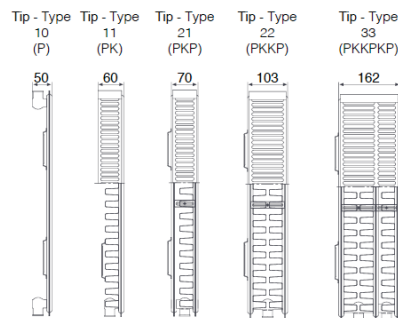 Tip - Type Tip - Type Tip - Type Tip - Type Tip - Type
10 11 21 22 33
(P) (PK) (PKP) (PKKP) (PKKPKP)
50 60 70 103 162